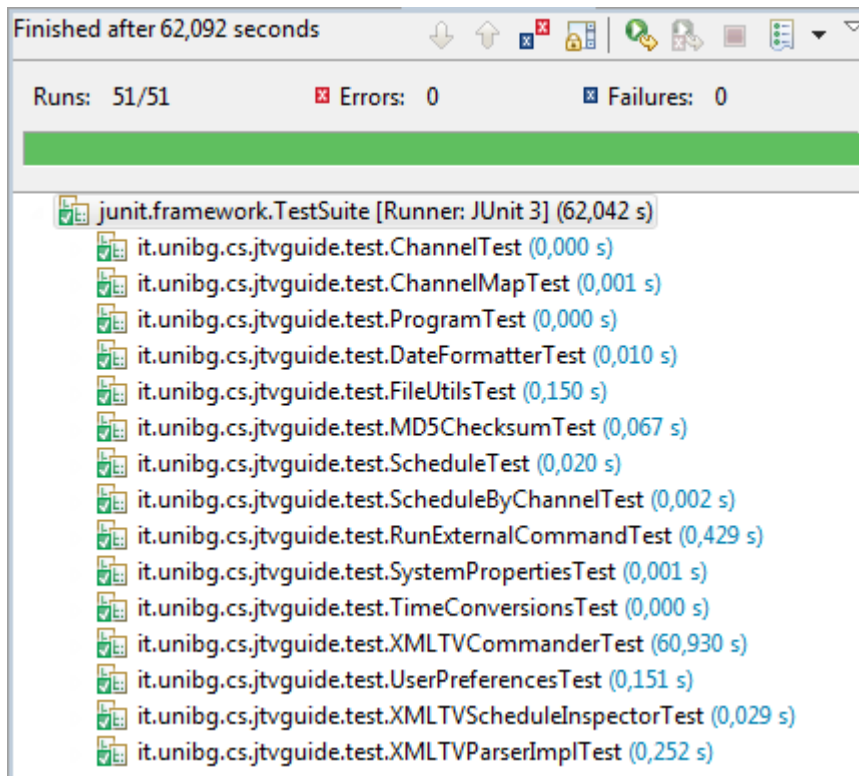 Finished after 62,092 seconds
Runs: 51/51 Errors: 0 Failures: 0
junit.framework.TestSuite [Runner: JUnit 3] (62,042 s)
it.unibg.cs.jtvguide.test.ChannelTest (0,000 s)
it.unibg.cs.jtvguide.test.ChannelMapTest (0,001 s)
it.unibg.cs.jtvguide.test.ProgramTest (0,000 s)
it.unibg.cs.jtvguide.test.DateFormatterTest (0,010 s)
it.unibg.cs.jtvguide.test.FileUtilsTest (0,150 s)
it.unibg.cs.jtvguide.test.MD5ChecksumTest (0,067 s)
it.unibg.cs.jtvguide.test.ScheduleTest (0,020 s)
it.unibg.cs.jtvguide.test.ScheduleByChannelTest (0,002 s)
it.unibg.cs.jtvguide.test.RunExternalCommandTest (0,429 s)
it.unibg.cs.jtvguide.test.SystemPropertiesTest (0,001 s)
it.unibg.cs.jtvguide.test.TimeConversionsTest (0,000 s)
it.unibg.cs.jtvguide.test.XMLTVCommanderTest (60,930 s)
it.unibg.cs.jtvguide.test.UserPreferencesTest (0,151 s)
it.unibg.cs.jtvguide.test.XMLTVScheduleInspectorTest (0,029 s)
it.unibg.cs.jtvguide.test.XMLTVParserImplTest (0,252 s)